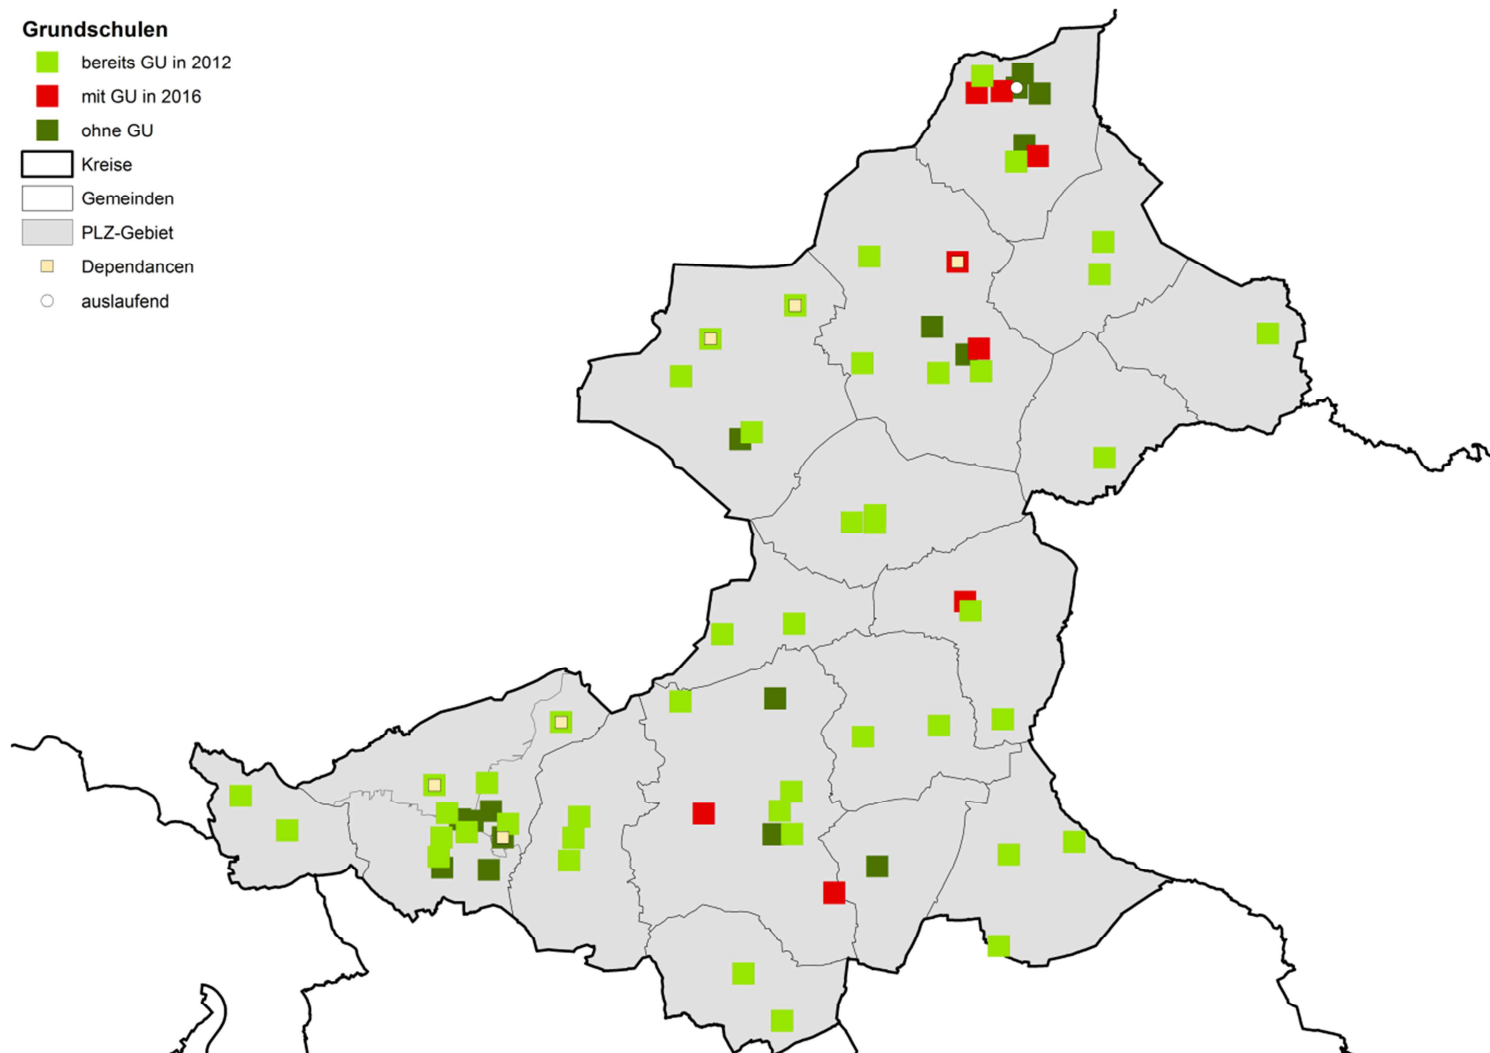 Grundschulen
bereits GU in 2012
mit GU in 2016
ohne GU
Kreise
Gemeinden
PLZ-Gebiet
Dependancen
auslaufend